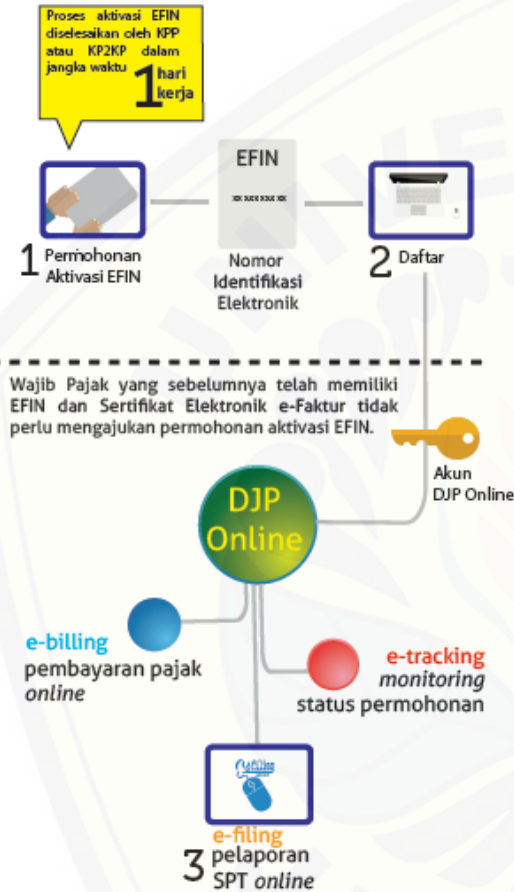 Proses aktivasi EFIN
diselesaikan oleh KPP
atau KP2KP dalam
jangka waktu 1 hari
kerja
EFIN
1 Permohonan
Aktivasi EFIN
Nomor
Identifikasi
Elektronik
2 Daftar
Wajib Pajak yang sebelumnya telah memiliki
EFIN dan Sertifikat Elektronik e-Faktur tidak
perlu mengajukan permohonan aktivasi EFIN.
Akun
DJP Online
DJP
Online
e-billing
pembayaran pajak
online
e-tracking
monitoring
status permohonan
e-filing
3 pelaporan
SPT online